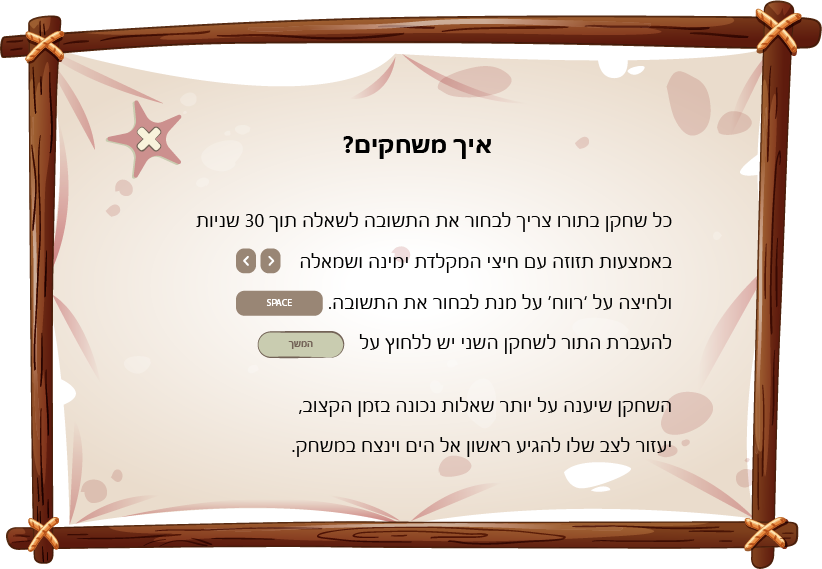 איך משחקים?
כל שחקן בתורו צריך לבחור את התשובה לשאלה תוך 30 שניות
באמצעות תזוזה עם חיצי המקלדת ימינה ושמאלה
ולחיצה על ׳רווח׳ על מנת לבחור את התשובה. SPACE
להעברת התור לשחקן השני יש ללחוץ על המשך
השחקן שיענה על יותר שאלות נכונה בזמן הקצוב,
יעזור לצב שלו להגיע ראשון אל הים וינצח במשחק.